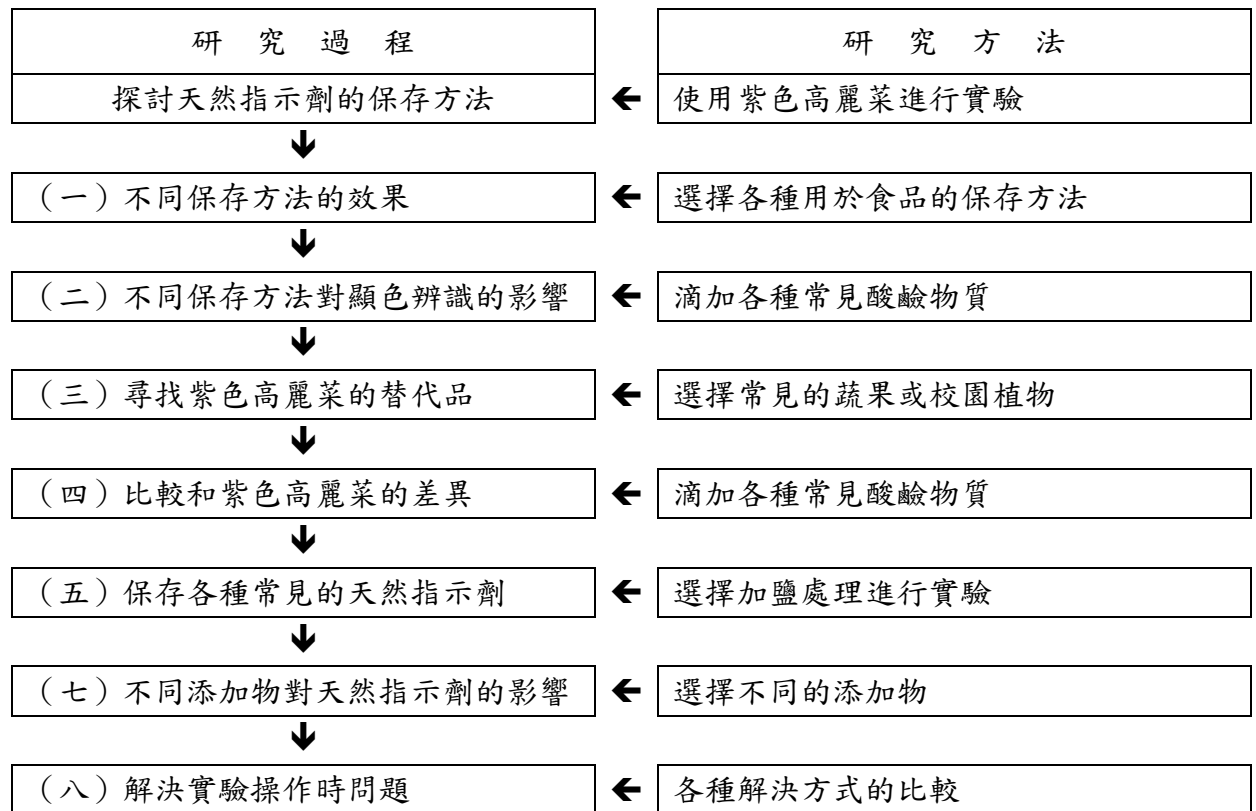 研究過程 研究方法
探討天然指示劑的保存方法 ← 使用紫色高麗菜進行實驗
↓
（一）不同保存方法的效果 ← 選擇各種用於食品的保存方法
↓
（二）不同保存方法對顯色辨識的影響 ← 滴加各種常見酸鹼物質
↓
（三）尋找紫色高麗菜的替代品 ← 選擇常見的蔬果或校園植物
↓
（四）比較和紫色高麗菜的差異 ← 滴加各種常見酸鹼物質
↓
（五）保存各種常見的天然指示劑 ← 選擇加鹽處理進行實驗
↓
（七）不同添加物對天然指示劑的影響 ← 選擇不同的添加物
↓
（八）解決實驗操作時問題 ← 各種解決方式的比較